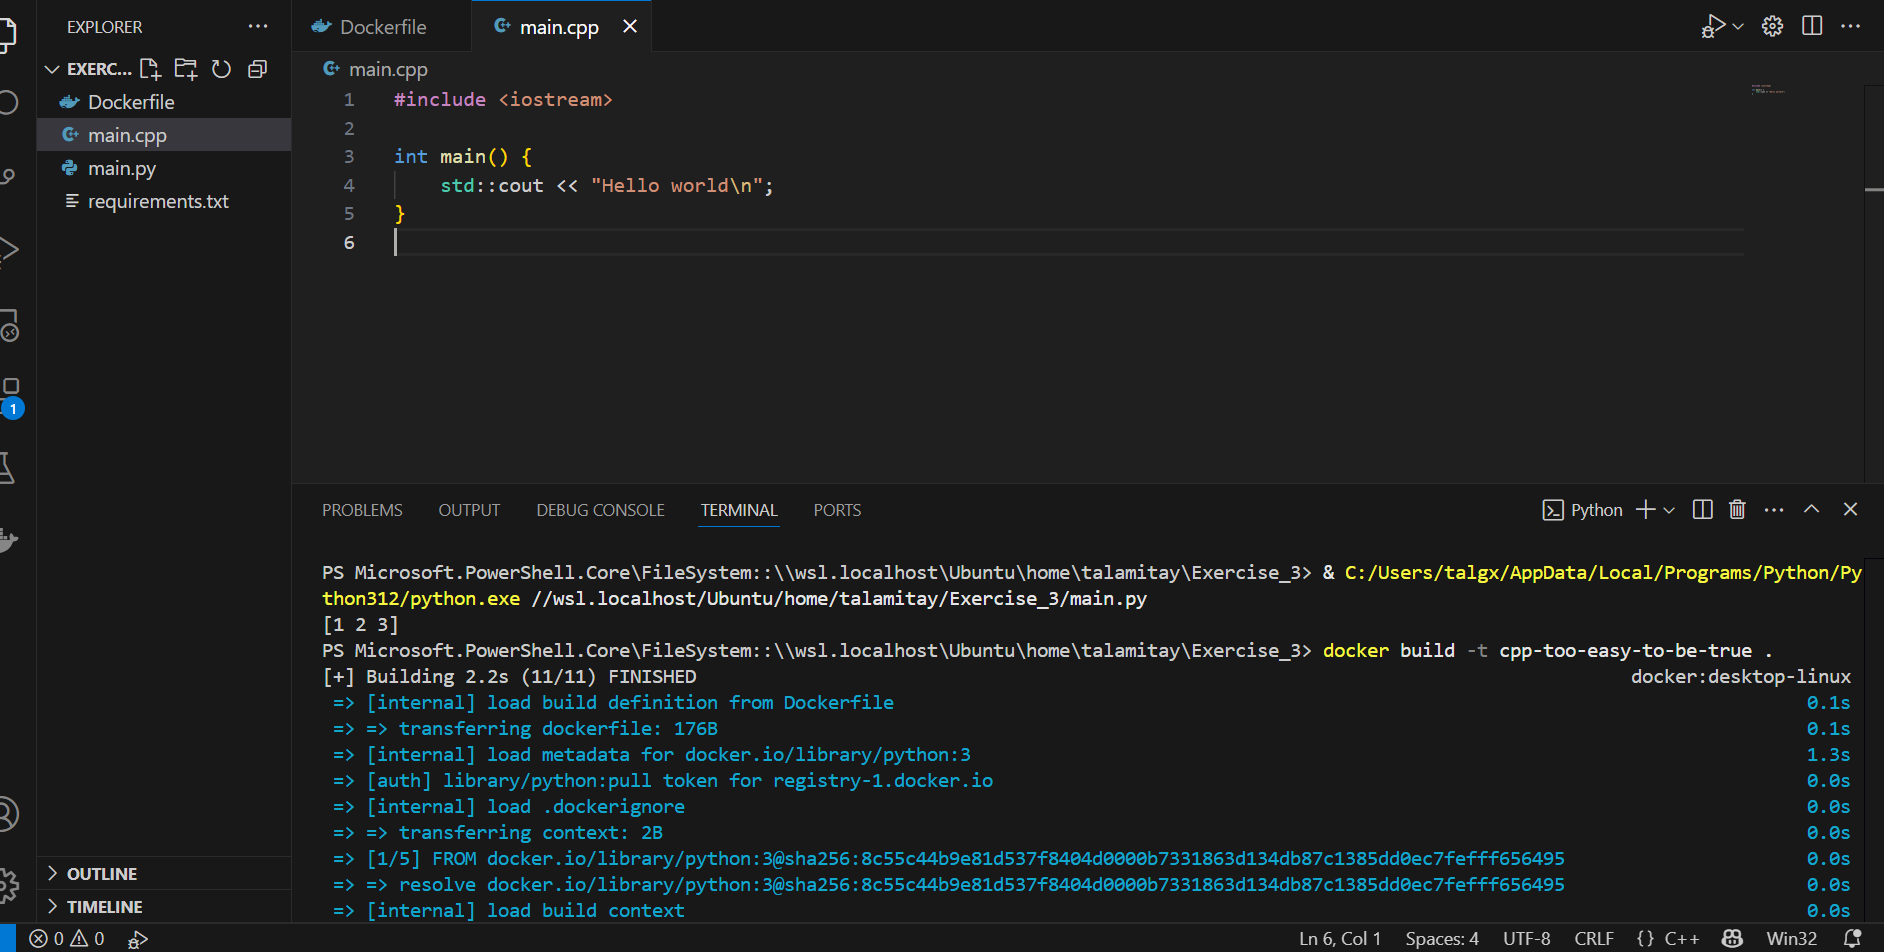 EXPLORER
EXERC...
Dockerfile
main.cpp
main.py
requirements.txt
1
OUTLINE
TIMELINE
Dockerfile
main.cpp
main.cpp
1 #include <iostream>
2
3 int main() {
4 std::cout << "Hello world\n";
5 }
6
PROBLEMS OUTPUT DEBUG CONSOLE TERMINAL PORTS
Python
PS Microsoft.PowerShell.Core\FileSystem::\\wsl.localhost\Ubuntu\home\talamitay\Exercise_3> & C:/Users/talgx/AppData/Local/Programs/Python/Py
thon312/python.exe //wsl.localhost/Ubuntu/home/talamitay/Exercise_3/main.py
[1 2 3]
PS Microsoft.PowerShell.Core\FileSystem::\\wsl.localhost\Ubuntu\home\talamitay\Exercise_3> docker build -t cpp-too-easy-to-be-true .
[+] Building 2.2s (11/11) FINISHED docker:desktop-linux
=> [internal] load build definition from Dockerfile 0.1s
=> => transferring dockerfile: 176B 0.1s
=> [internal] load metadata for docker.io/library/python:3 1.3s
=> [auth] library/python:pull token for registry-1.docker.io 0.0s
=> [internal] load .dockerignore 0.0s
=> => transferring context: 2B 0.0s
=> [1/5] FROM docker.io/library/python:3@sha256:8c55c44b9e81d537f8404d0000b7331863d134db87c1385dd0ec7fefff656495 0.0s
=> => resolve docker.io/library/python:3@sha256:8c55c44b9e81d537f8404d0000b7331863d134db87c1385dd0ec7fefff656495 0.0s
=> [internal] load build context 0.0s
0 0 Ln 6, Col 1 Spaces: 4 UTF-8 CRLF {} C++ Win32